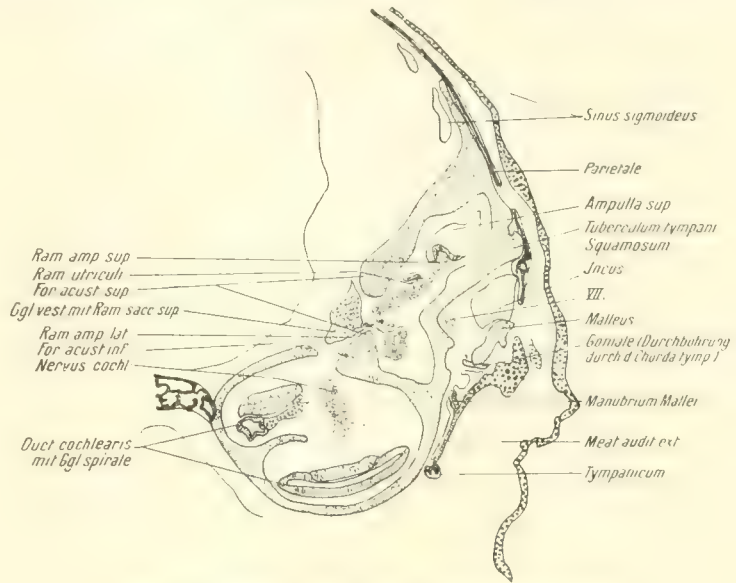 Sinus sigmoideus
Parietale
Ampulla sup
Tuberculum tympani
Squamosum
Jncus
VII.
Malleus
Goniale (Durchbohrung
durch d Chorda tymp)
Manubrium Mallei
Meat audit ext
Tympanicum
Ram amp sup
Ram utriculi
For acust sup
Ggl vest mit Ram sacc sup
Ram amp lat
For acust inf
Nervus cochl
Duct cochlearis
mit Ggl spirale